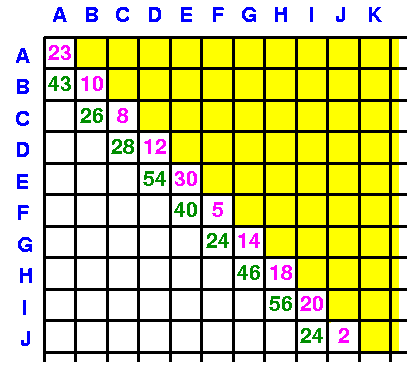 A B C D E F G H I J K
A 23
B 43 10
C 26 8
D 28 12
E 54 30
F 40 5
G 24 14
H 46 18
I 56 20
J 24 2